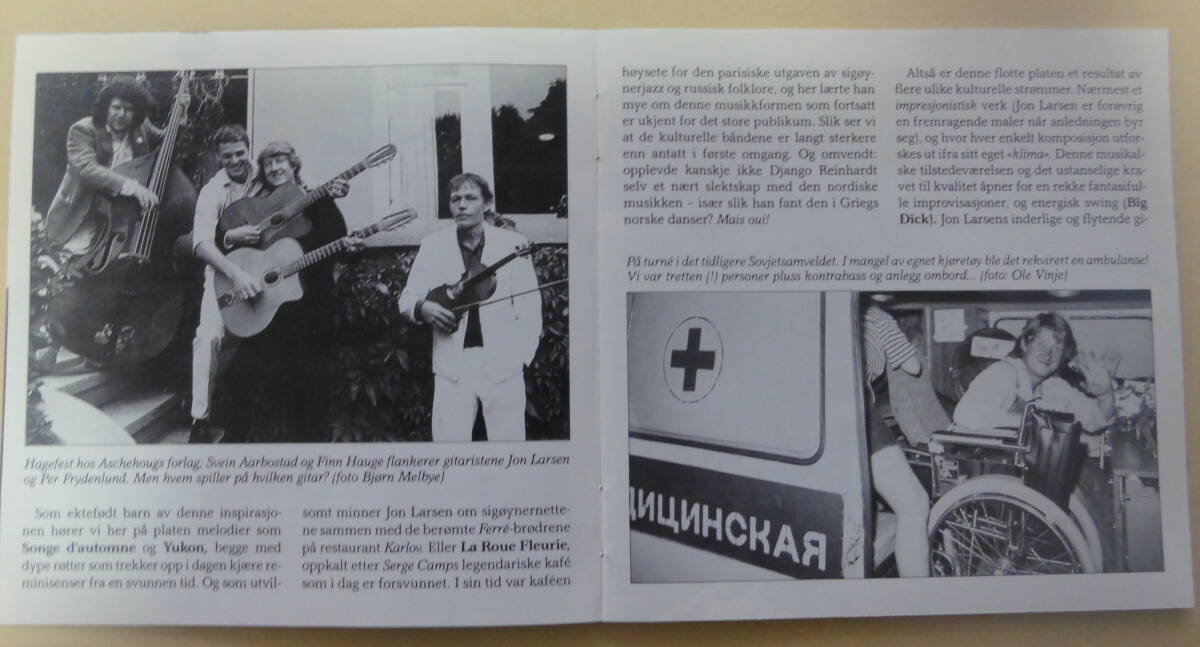 Hagefest hos Aschehougs forlag; Svein Aarbostad og Finn Hauge flankerer gitaristene Jon Larsen
og Per Frydenlund. Men hvem spiller på hvilken gitar? (foto Bjørn Melbye)
Som ektefødt barn av denne inspirasjo-
nen hører vi her på platen melodier som
Songe d'automne og Yukon, begge med
dype røtter som trekker opp i dagen kjære re-
minisenser fra en svunnen tid. Og som utvil-
somt minner Jon Larsen om sigøynernette-
ne sammen med de berømte Ferré-brødrene
på restaurant Karlov. Eller La Roue Fleurie,
oppkalt etter Serge Camps legendariske kafé
som i dag er forsvunnet. I sin tid var kaféen
høysete for den parisiske utgaven av sigøy-
nerjazz og russisk folklore, og her lærte han
mye om denne musikkformen som fortsatt
er ukjent for det store publikum. Slik ser vi
at de kulturelle båndene er langt sterkere
enn antatt i første omgang. Og omvendt:
opplevde kanskje ikke Django Reinhardt
selv et nært slektskap med den nordiske
musikken – især slik han fant den i Griegs
norske danser? Mais oui!
Altså er denne flotte platen et resultat av
flere ulike kulturelle strømmer. Nærmest et
impresjonistisk verk (Jon Larsen er forøvrig
en fremragende maler når anledningen byr
seg), og hvor hver enkelt komposisjon utfor-
skes ut ifra sitt eget «klima». Denne musikal-
ske tilstedeværelsen og det ustanselige kra-
vet til kvalitet åpner for en rekke fantasiful-
le improvisasjoner, og energisk swing (Big
Dick). Jon Larsens inderlige og flytende gi-
På turné i det tidligere Sovjetsamveldet. I mangel av egnet kjøretøy ble det rekvirert en ambulanse!
Vi var tretten (!) personer pluss kontrabass og anlegg ombord... (foto: Ole Vinje)
ДИЦИНСКАЯ